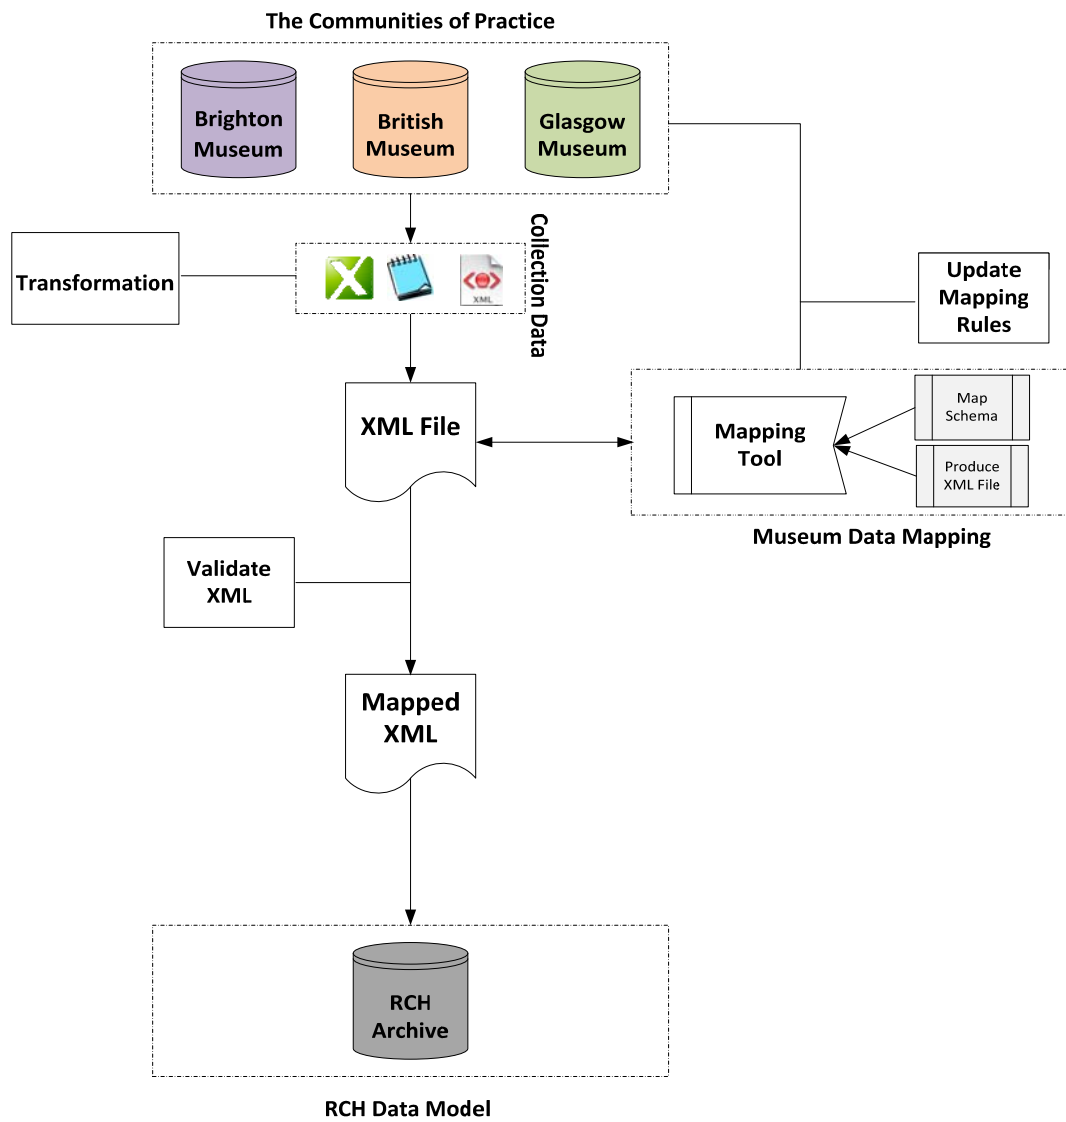 The Communities of Practice
Brighton
Museum
British
Museum
Glasgow
Museum
Collection Data
Transformation
XML
Update
Mapping
Rules
XML File
Mapping
Tool
Map
Schema
Produce
XML File
Museum Data Mapping
Validate
XML
Mapped
XML
RCH
Archive
RCH Data Model